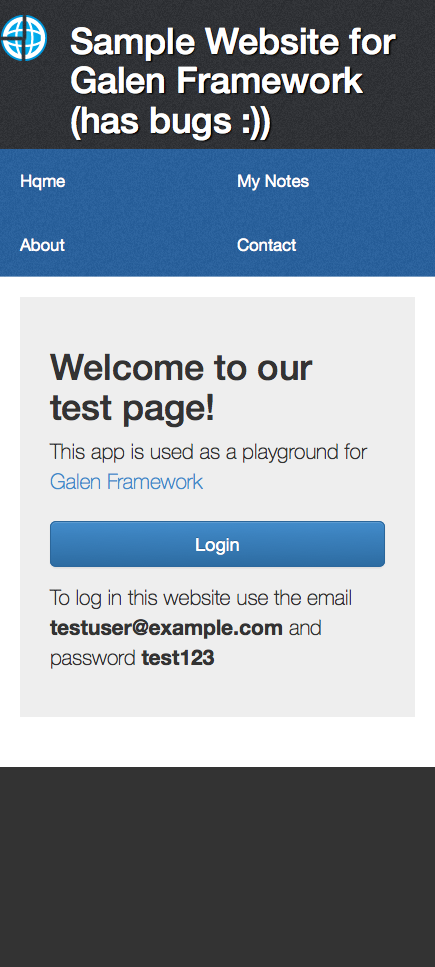 Sample Website for
Galen Framework
(has bugs :))
Hqme
My Notes
About
Contact
Welcome to our
test page!
This app is used as a playground for
Galen Framework
Login
To log in this website use the email
testuser@example.com and
password test123